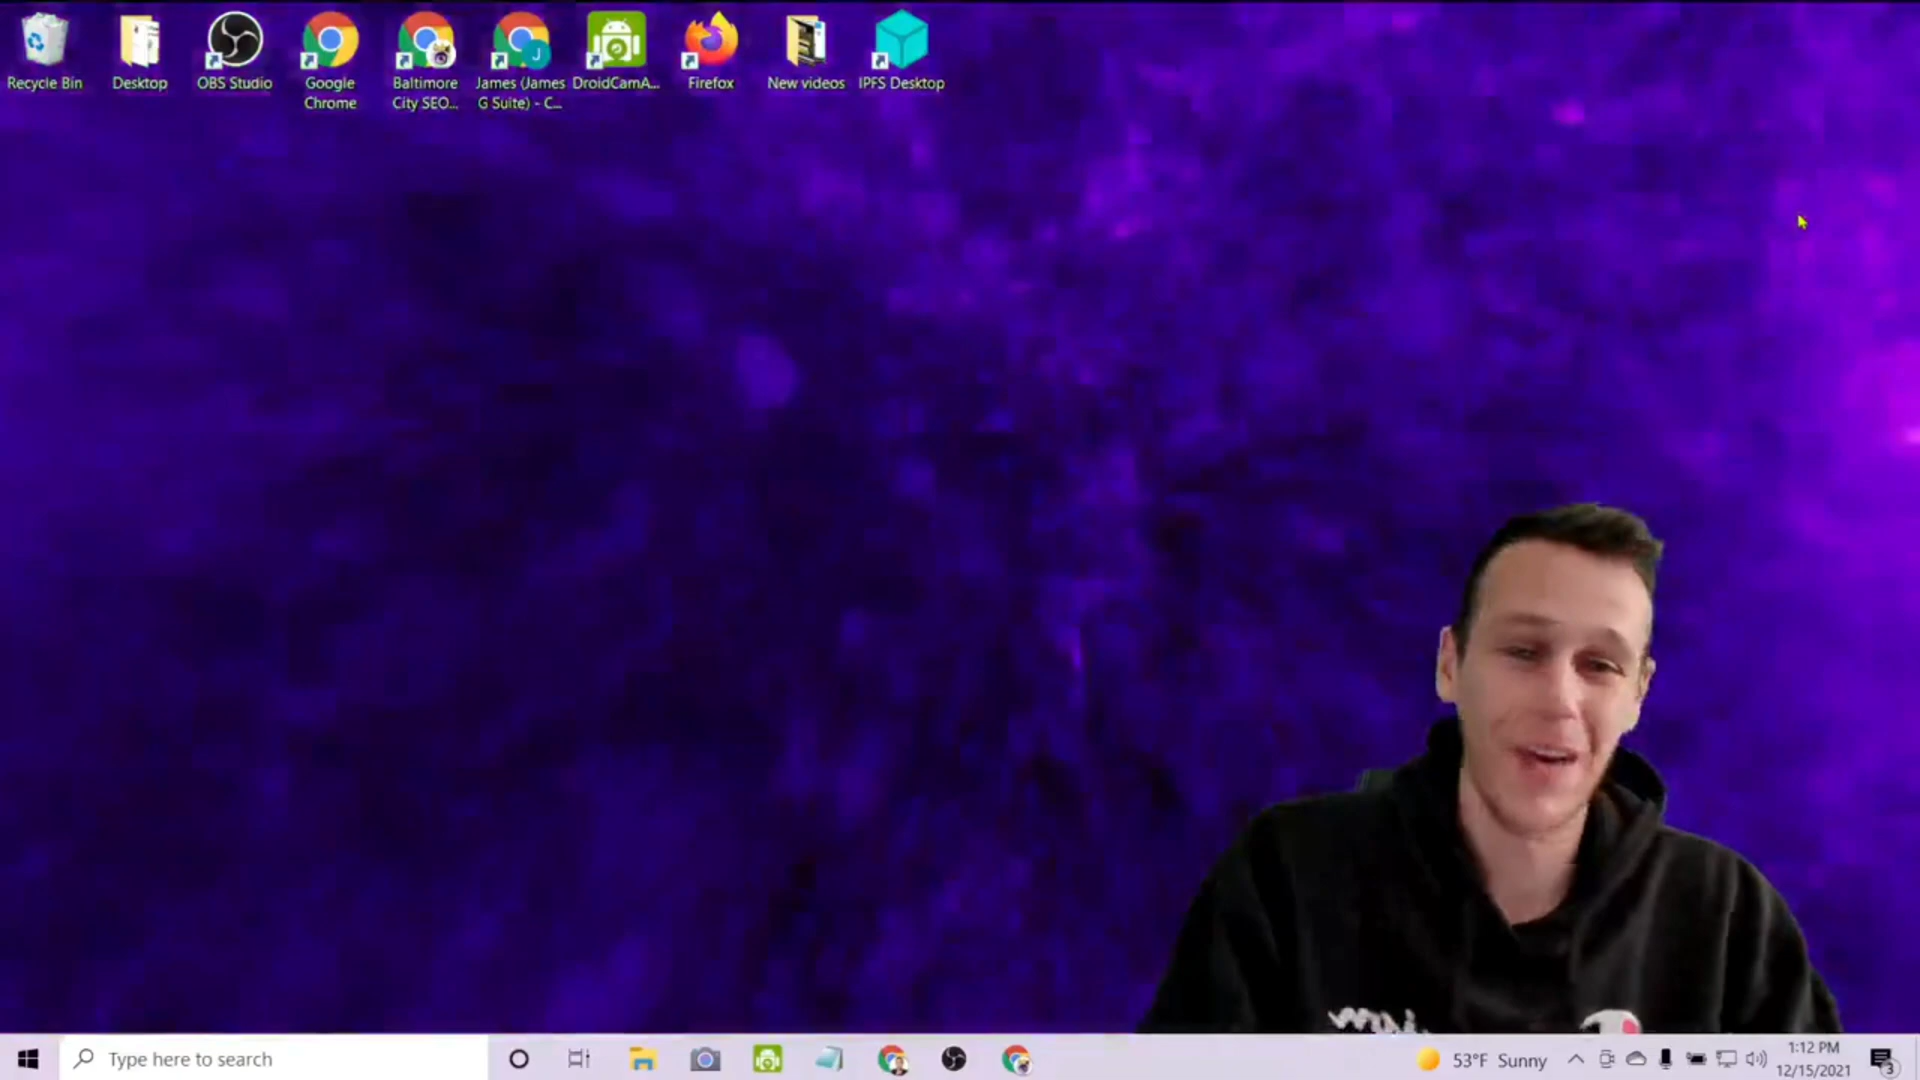 Recycle Bin
Desktop
OBS Studio
Google
Chrome
Baltimore
City SEO...
James (James
G Suite) - C...
DroidCamA...
Firefox
New videos
IPFS Desktop
J
Type here to search
53°F Sunny
1:12 PM
12/15/2021
3